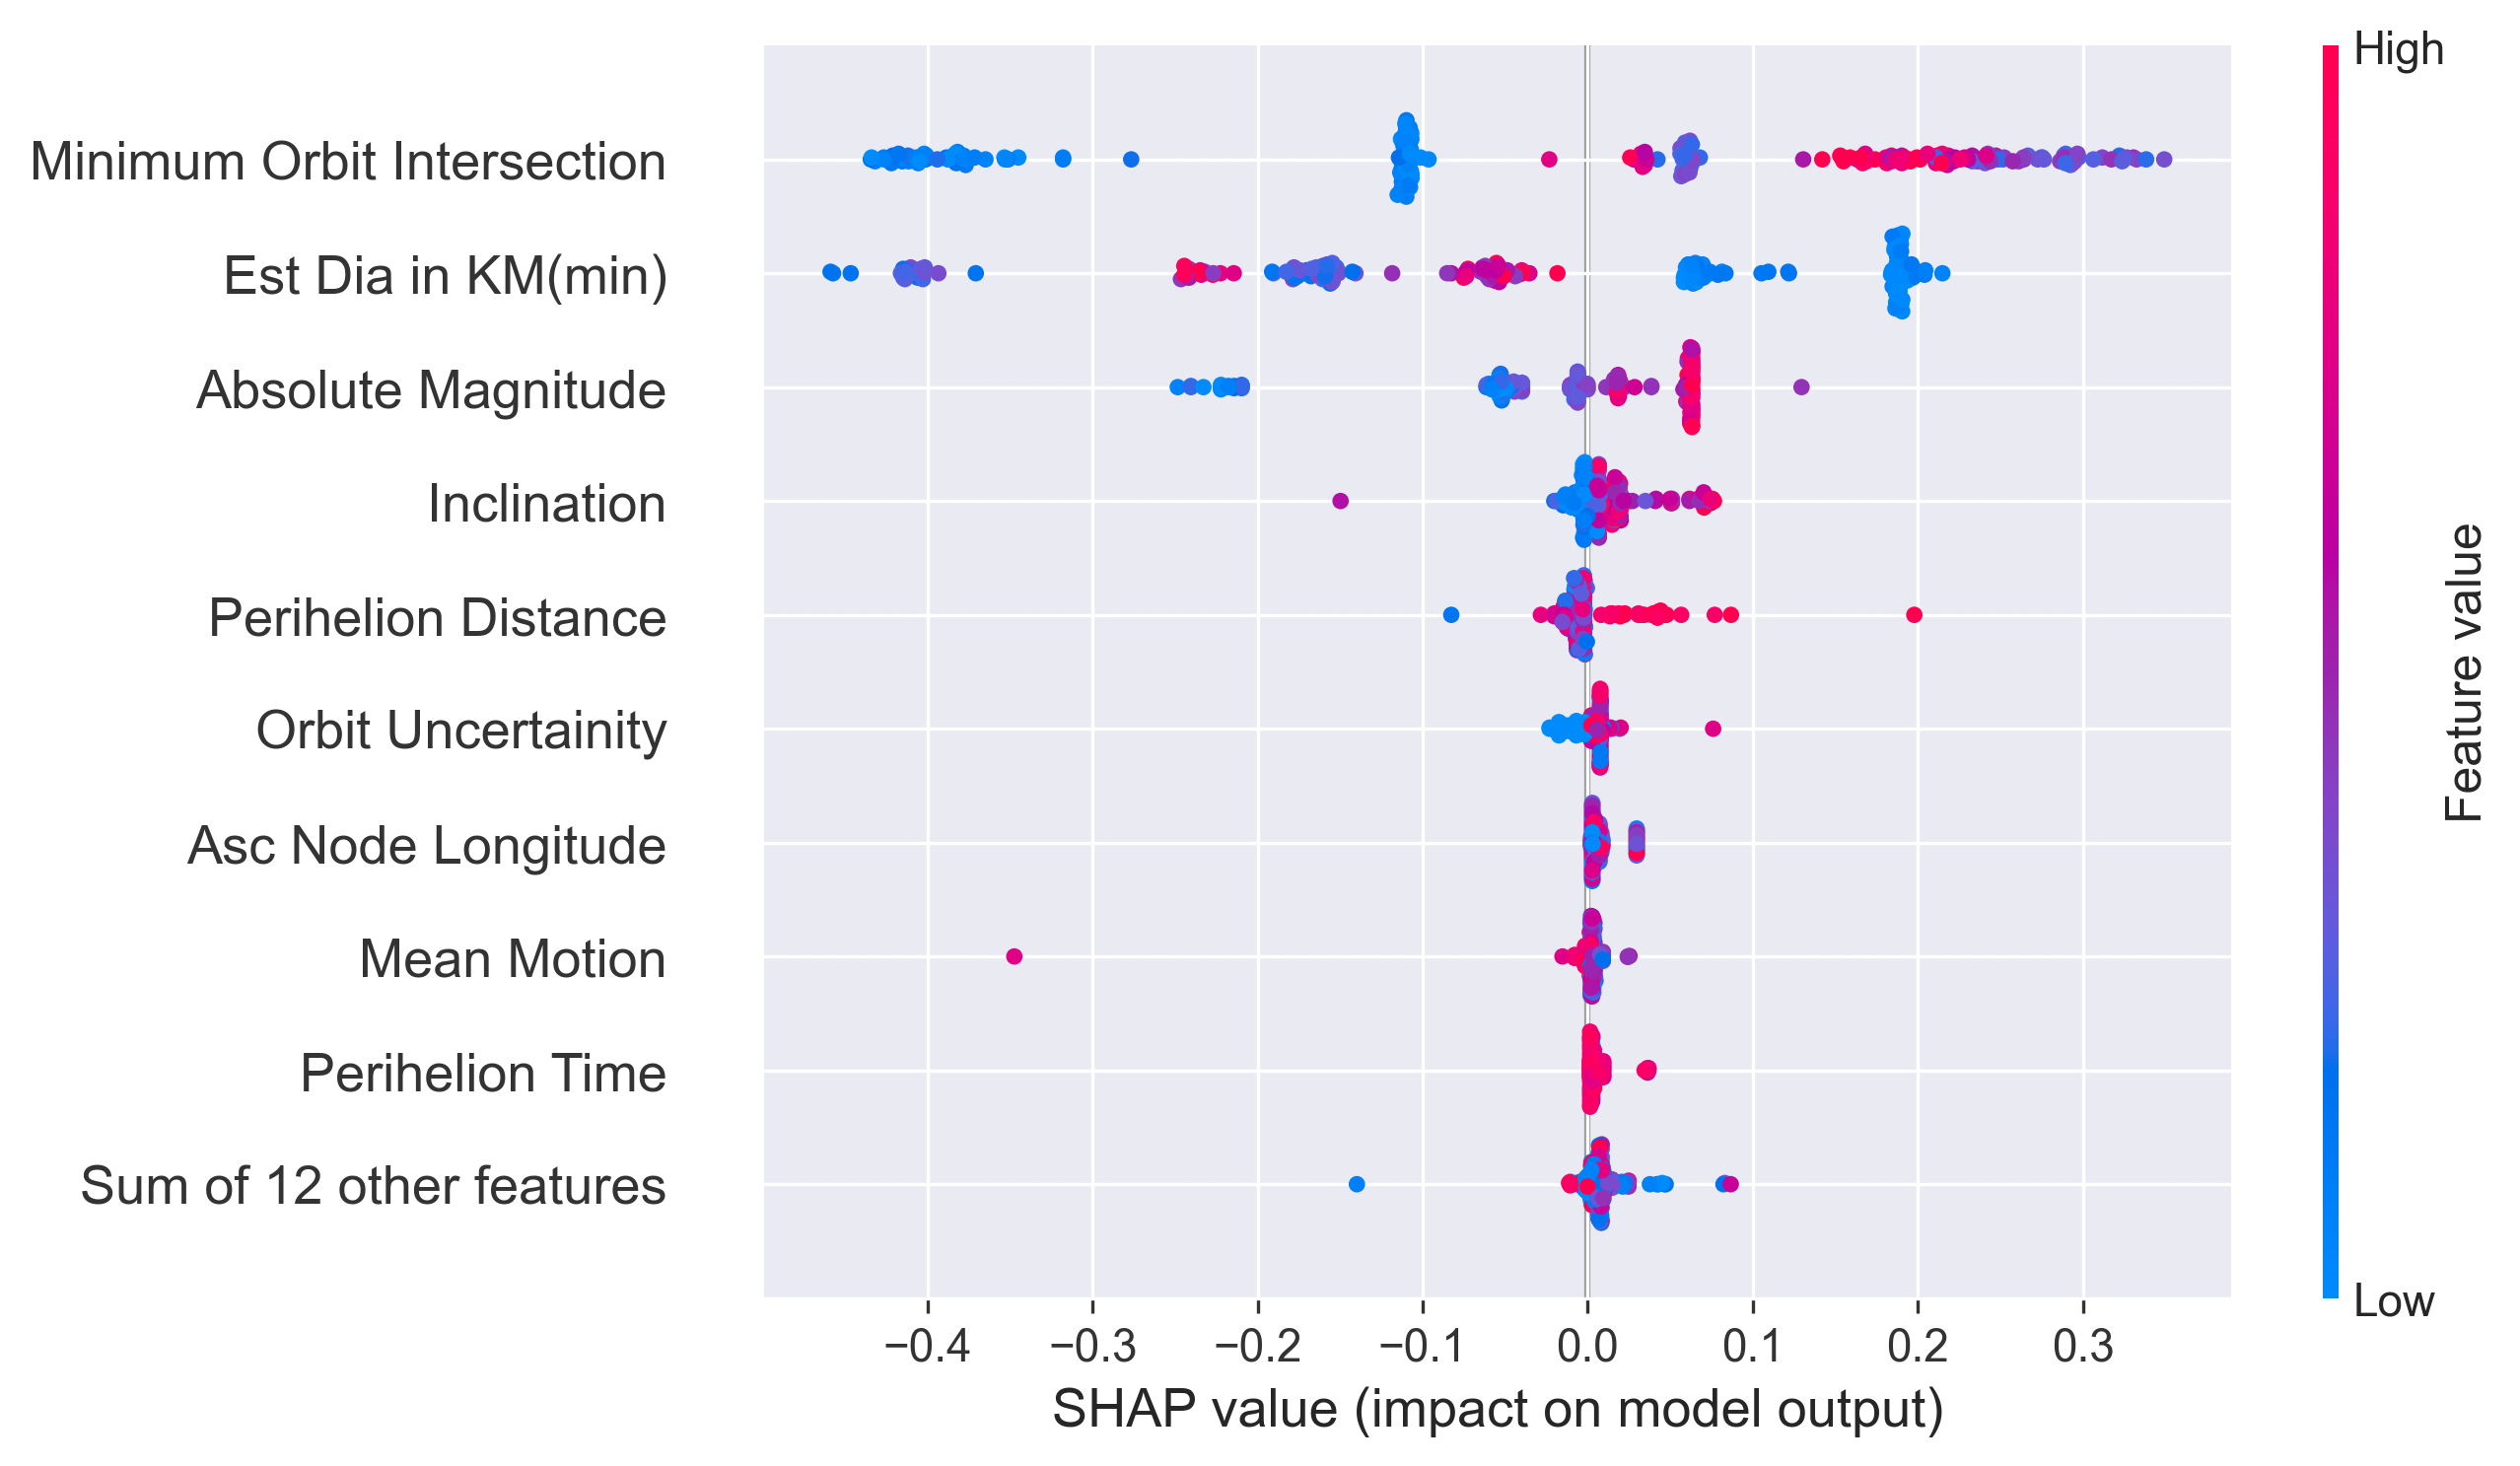 High
Minimum Orbit Intersection
Est Dia in KM(min)
Absolute Magnitude
Inclination
Perihelion Distance
Orbit Uncertainity
Asc Node Longitude
Mean Motion
Perihelion Time
Sum of 12 other features
Feature value
Low
−0.4 −0.3 −0.2 −0.1 0.0 0.1 0.2 0.3
SHAP value (impact on model output)